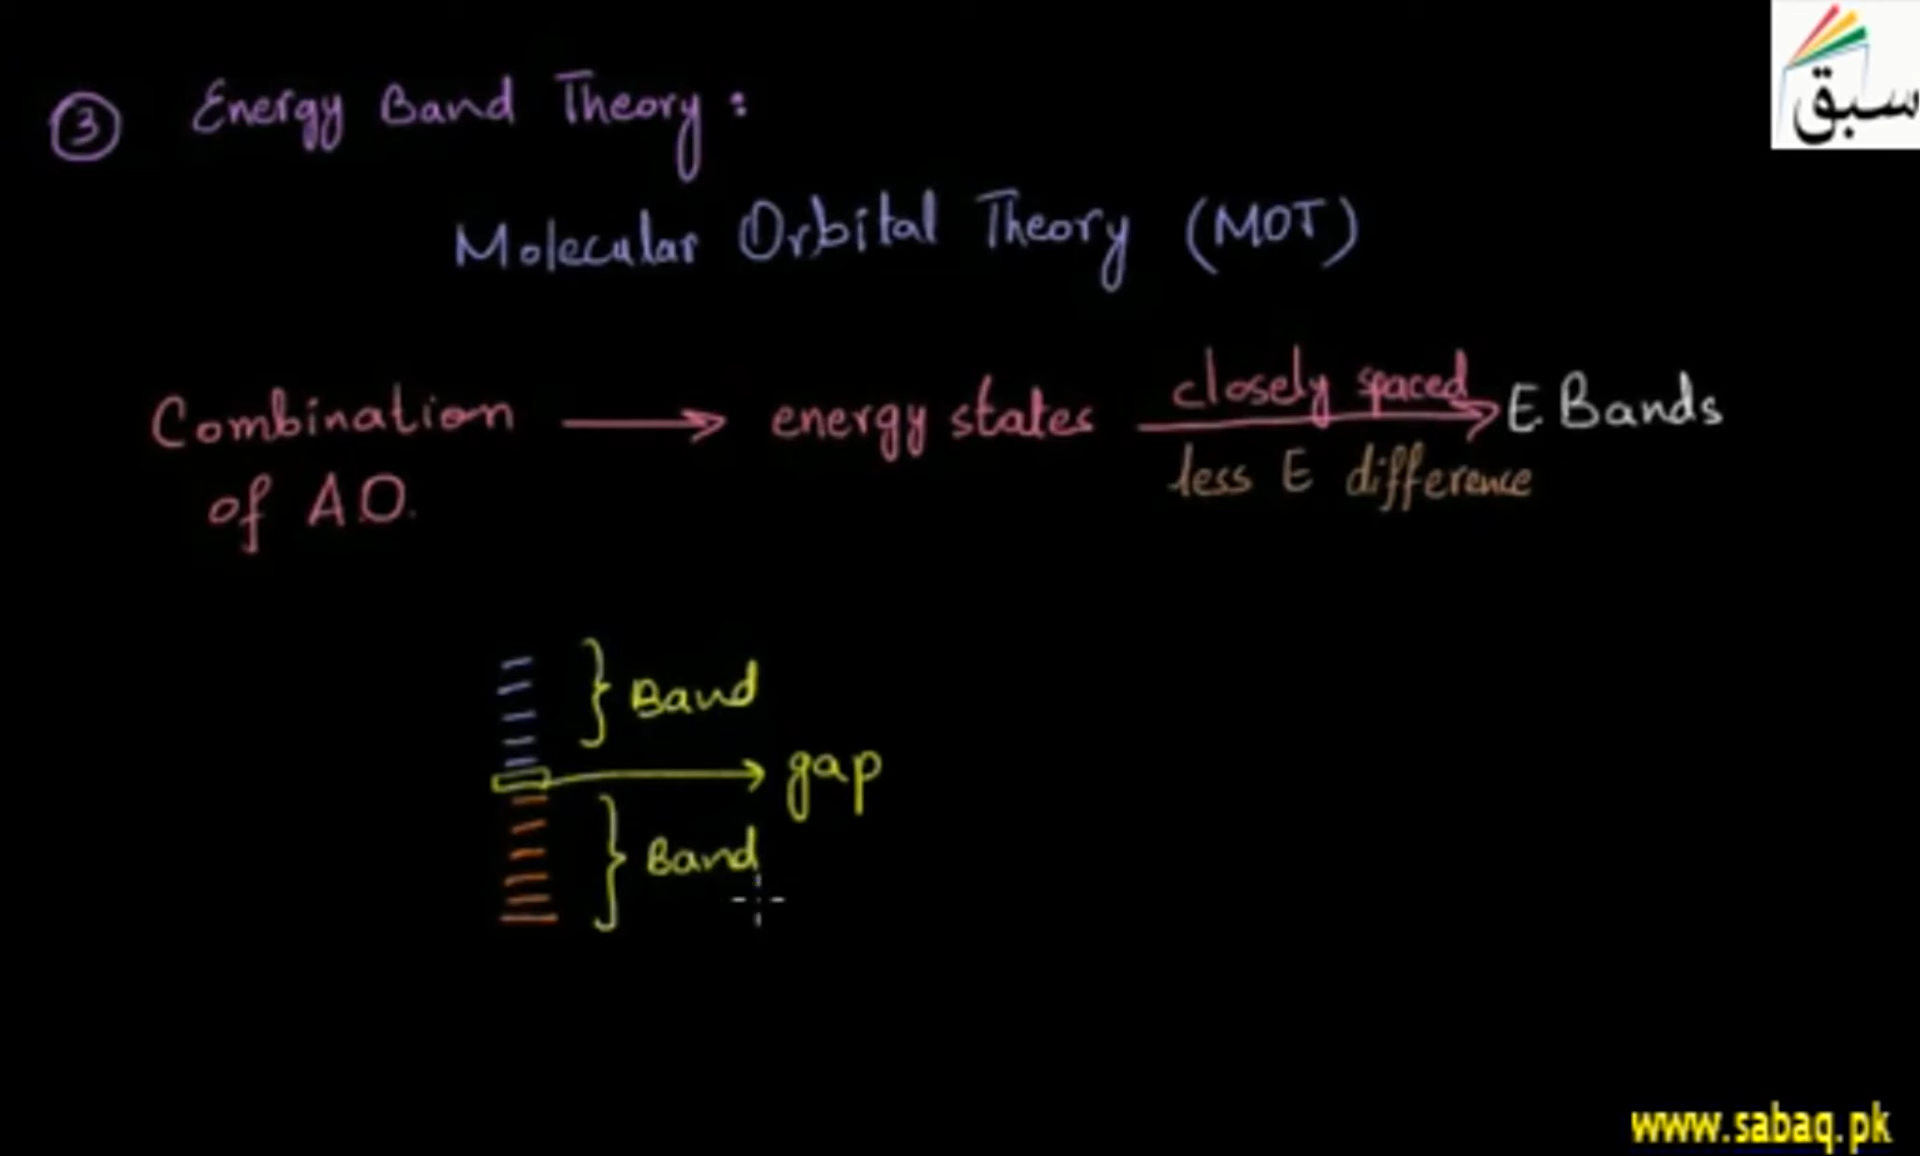 سبق
③ Energy Band Theory:
Molecular Orbital Theory (MOT)
Combination → energy states closely spaced → E Bands
of A.O. less E difference
} Band
→ gap
} Band
www.sabaq.pk